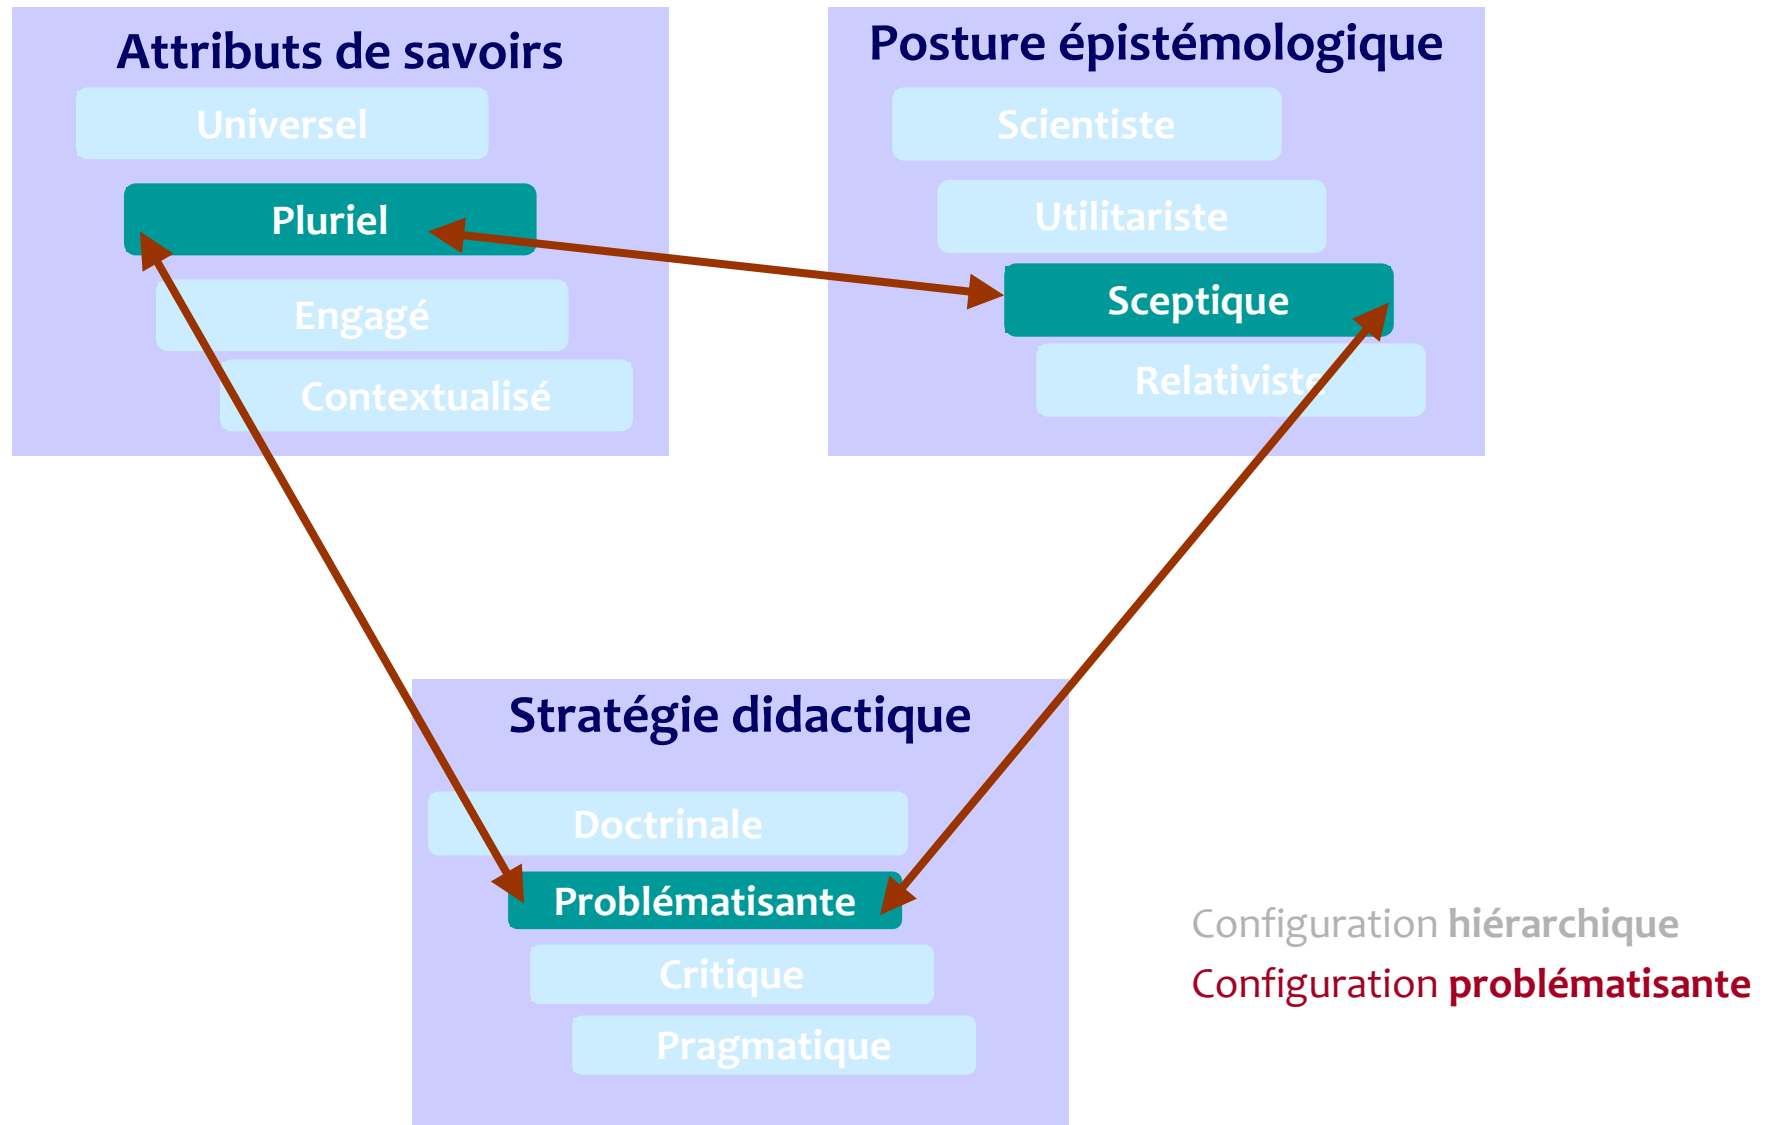 Attributs de savoirs
Universel
Pluriel
Engagé
Contextualisé
Posture épistémologique
Scientiste
Utilitariste
Sceptique
Relativiste
Stratégie didactique
Doctrinale
Problématisante
Critique
Pragmatique
Configuration hiérarchique
Configuration problématisante